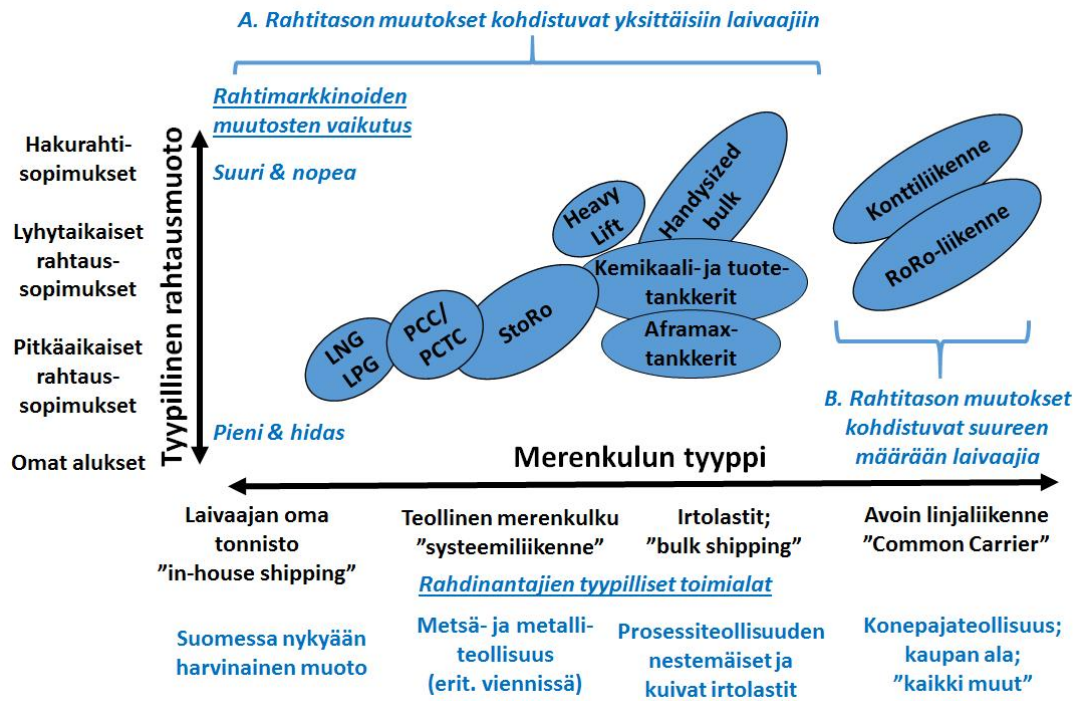 A. Rahtitason muutokset kohdistuvat yksittäisiin laivaajiin
Rahtimarkkinoiden
muutosten vaikutus
Suuri & nopea
Pieni & hidas
Tyypillinen rahtausmuoto
Hakurahti-
sopimukset
Lyhytaikaiset
rahtaus-
sopimukset
Pitkäaikaiset
rahtaus-
sopimukset
Omat alukset
LNG
LPG
PCC/
PCTC
StoRo
Heavy
Lift
Handysized
bulk
Kemikaali- ja tuote-
tankkerit
Aframax-
tankkerit
Konttiliikenne
RoRo-liikenne
B. Rahtitason muutokset
kohdistuvat suureen
määrään laivaajia
Merenkulun tyyppi
Laivaajan oma
tonnisto
”in-house shipping”
Teollinen merenkulku
”systeemiliikenne”
Irtolastit;
”bulk shipping”
Avoin linjaliikenne
”Common Carrier”
Rahdinantajien tyypilliset toimialat
Suomessa nykyään
harvinainen muoto
Metsä- ja metalli-
teollisuus
(erit. viennissä)
Prosessiteollisuuden
nestemäiset ja
kuivat irtolastit
Konepajateollisuus;
kaupan ala;
”kaikki muut”